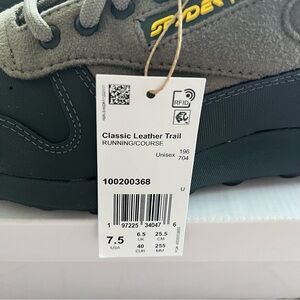 SPYDER
RFID
Classic Leather Trail
RUNNING/COURSE
Unisex 196
704
100200368
U
1 97225 34047 6
7.5 6.5 25.5
USA UK CM
40 255
EUR MM